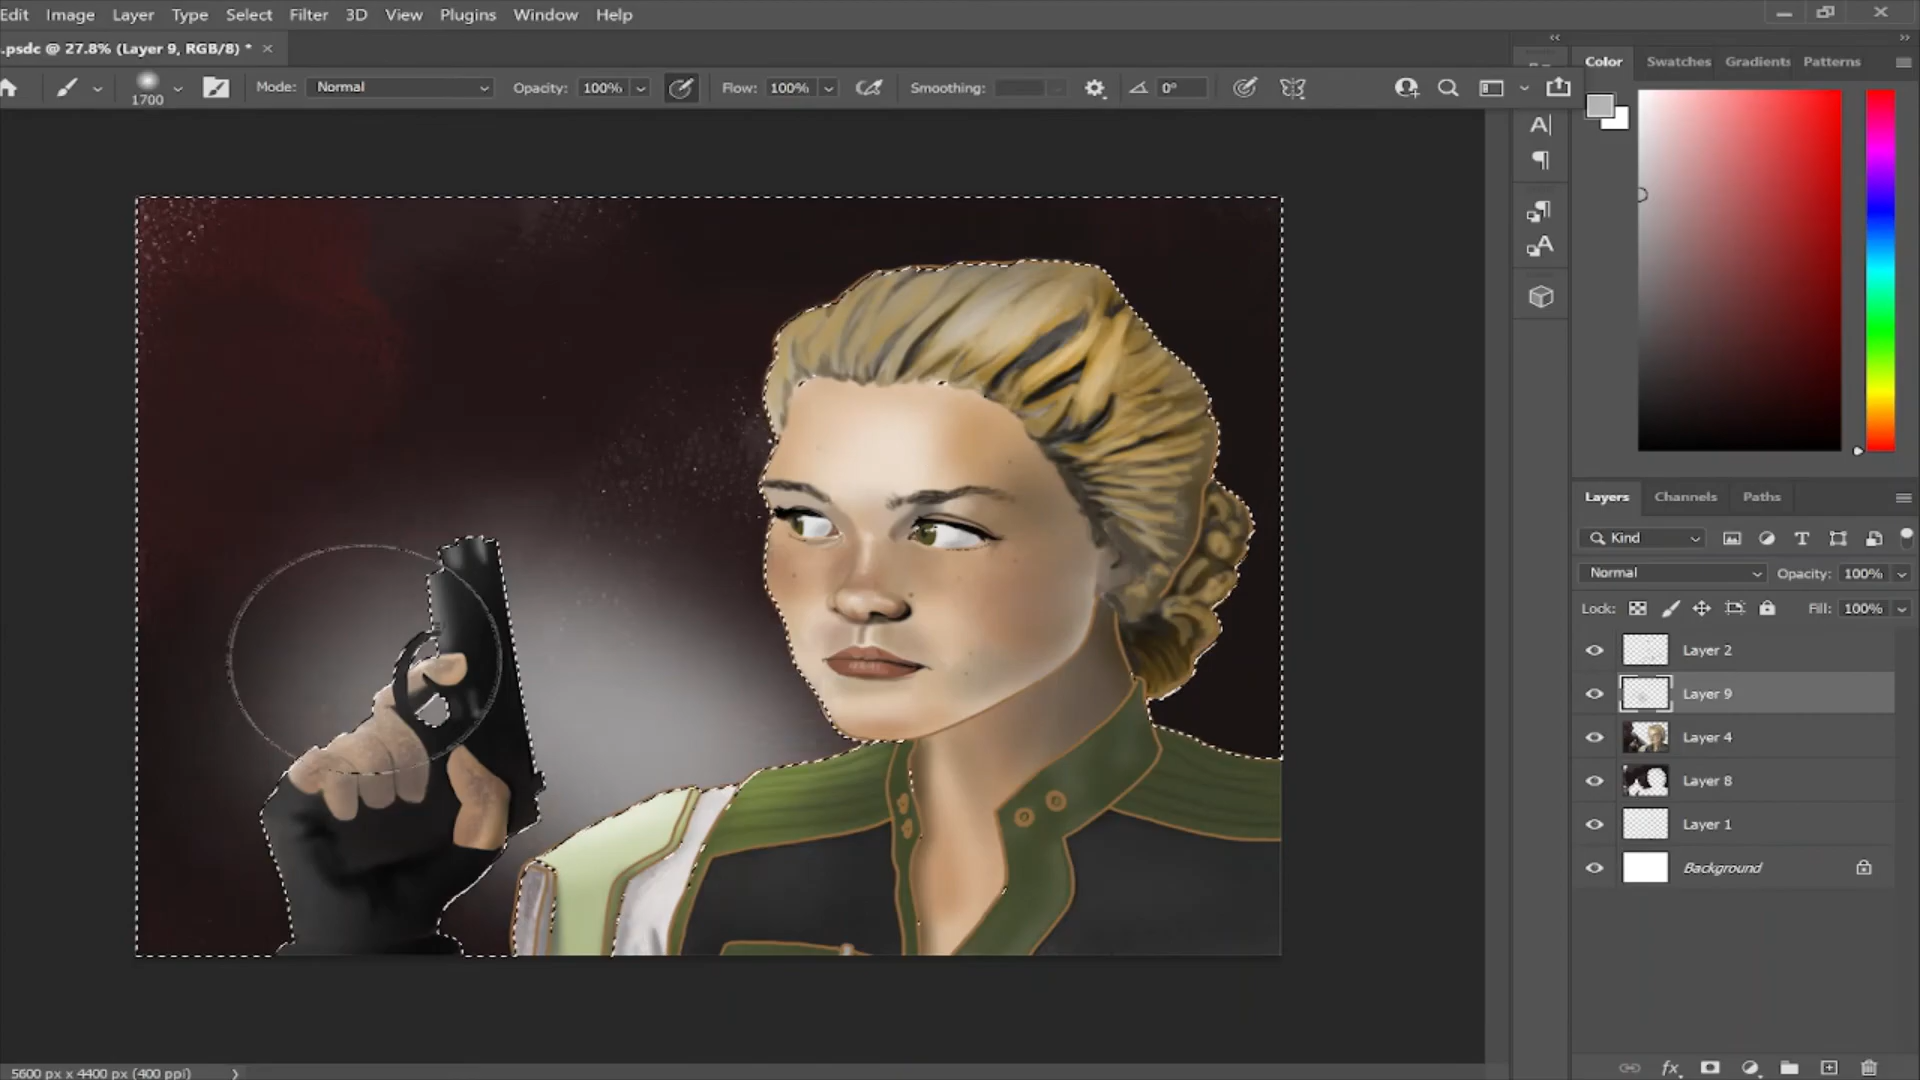 Edit Image Layer Type Select Filter 3D View Plugins Window Help
.psdc @ 27.8% (Layer 9, RGB/8) *
1700 Mode: Normal Opacity: 100% Flow: 100% Smoothing: 0°
Color Swatches Gradients Patterns
Layers Channels Paths
Kind
Normal Opacity: 100%
Lock: Fill: 100%
Layer 2
Layer 9
Layer 4
Layer 8
Layer 1
Background
fx
5600 px x 4400 px (400 ppi)